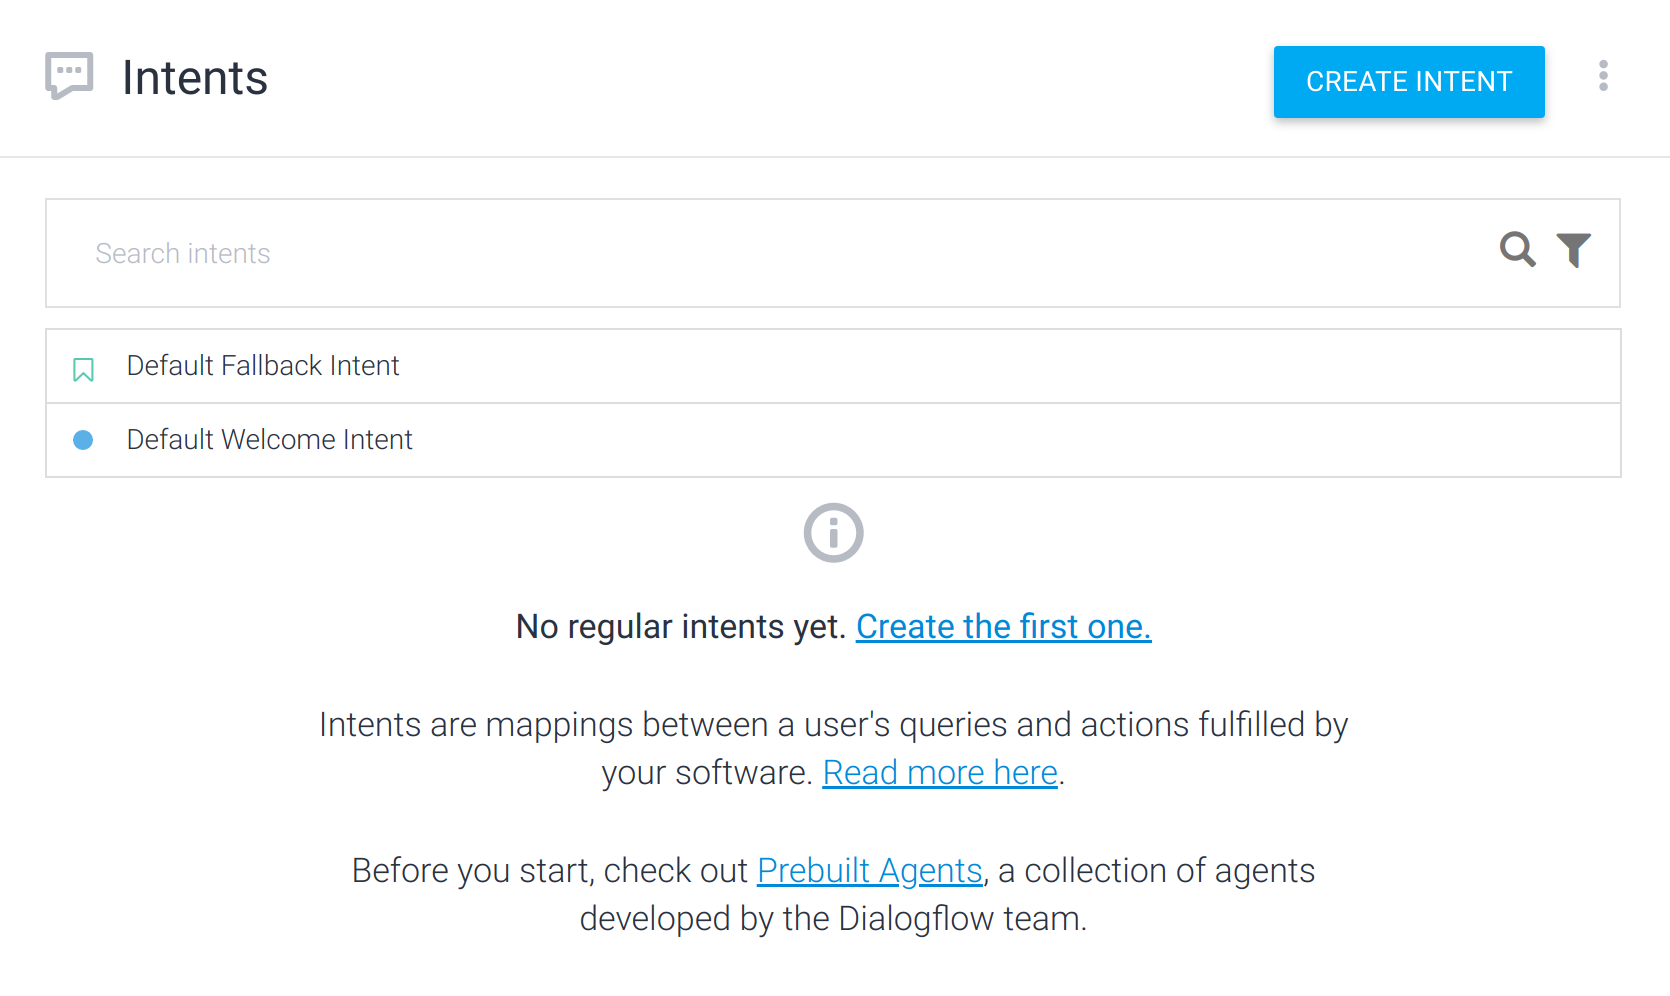 Intents
CREATE INTENT
Search intents
Default Fallback Intent
Default Welcome Intent
No regular intents yet. Create the first one.
Intents are mappings between a user's queries and actions fulfilled by
your software. Read more here.
Before you start, check out Prebuilt Agents, a collection of agents
developed by the Dialogflow team.